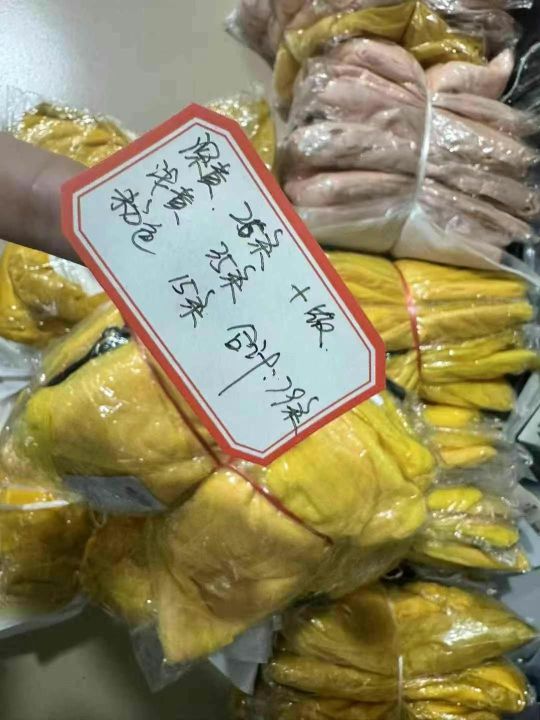 深黄. 29条 十级.
浅黄 35条
粉色 15条 合计:79条